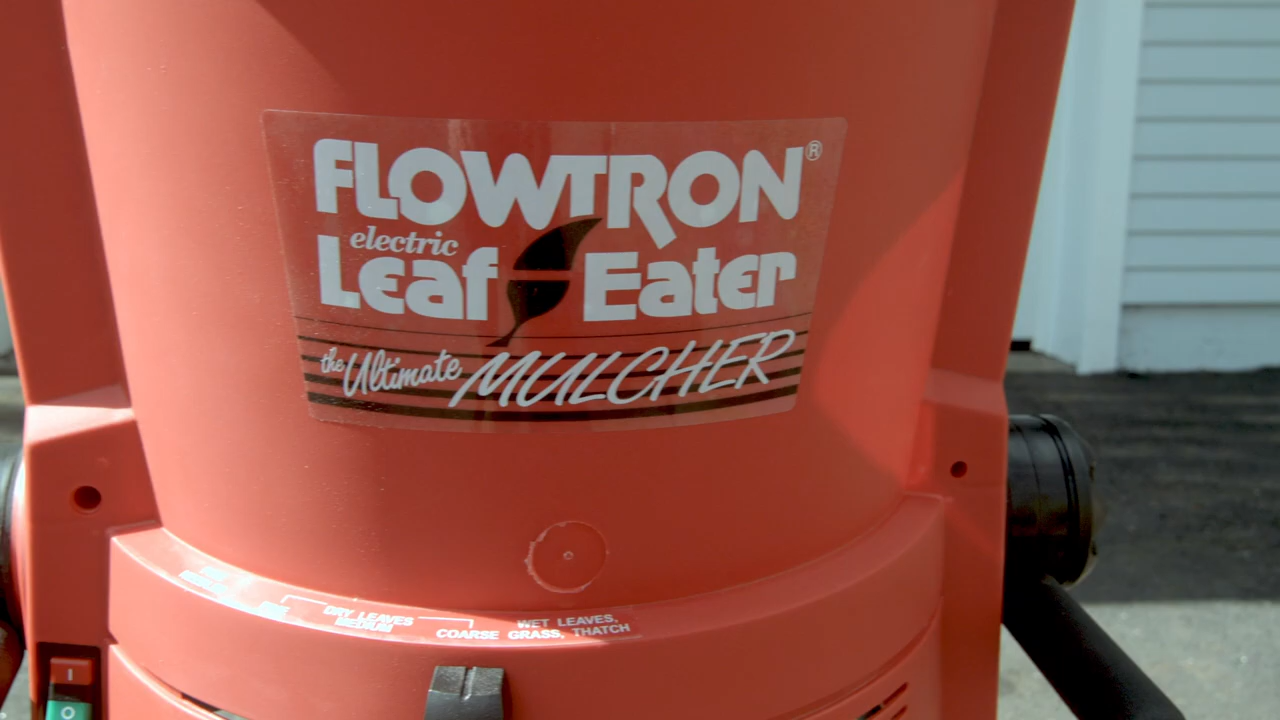 FLOWTRON®
electric
Leaf Eater
the Ultimate MULCHER
DRY LEAVES
MEDIUM
WET LEAVES,
COARSE GRASS, THATCH
I
O